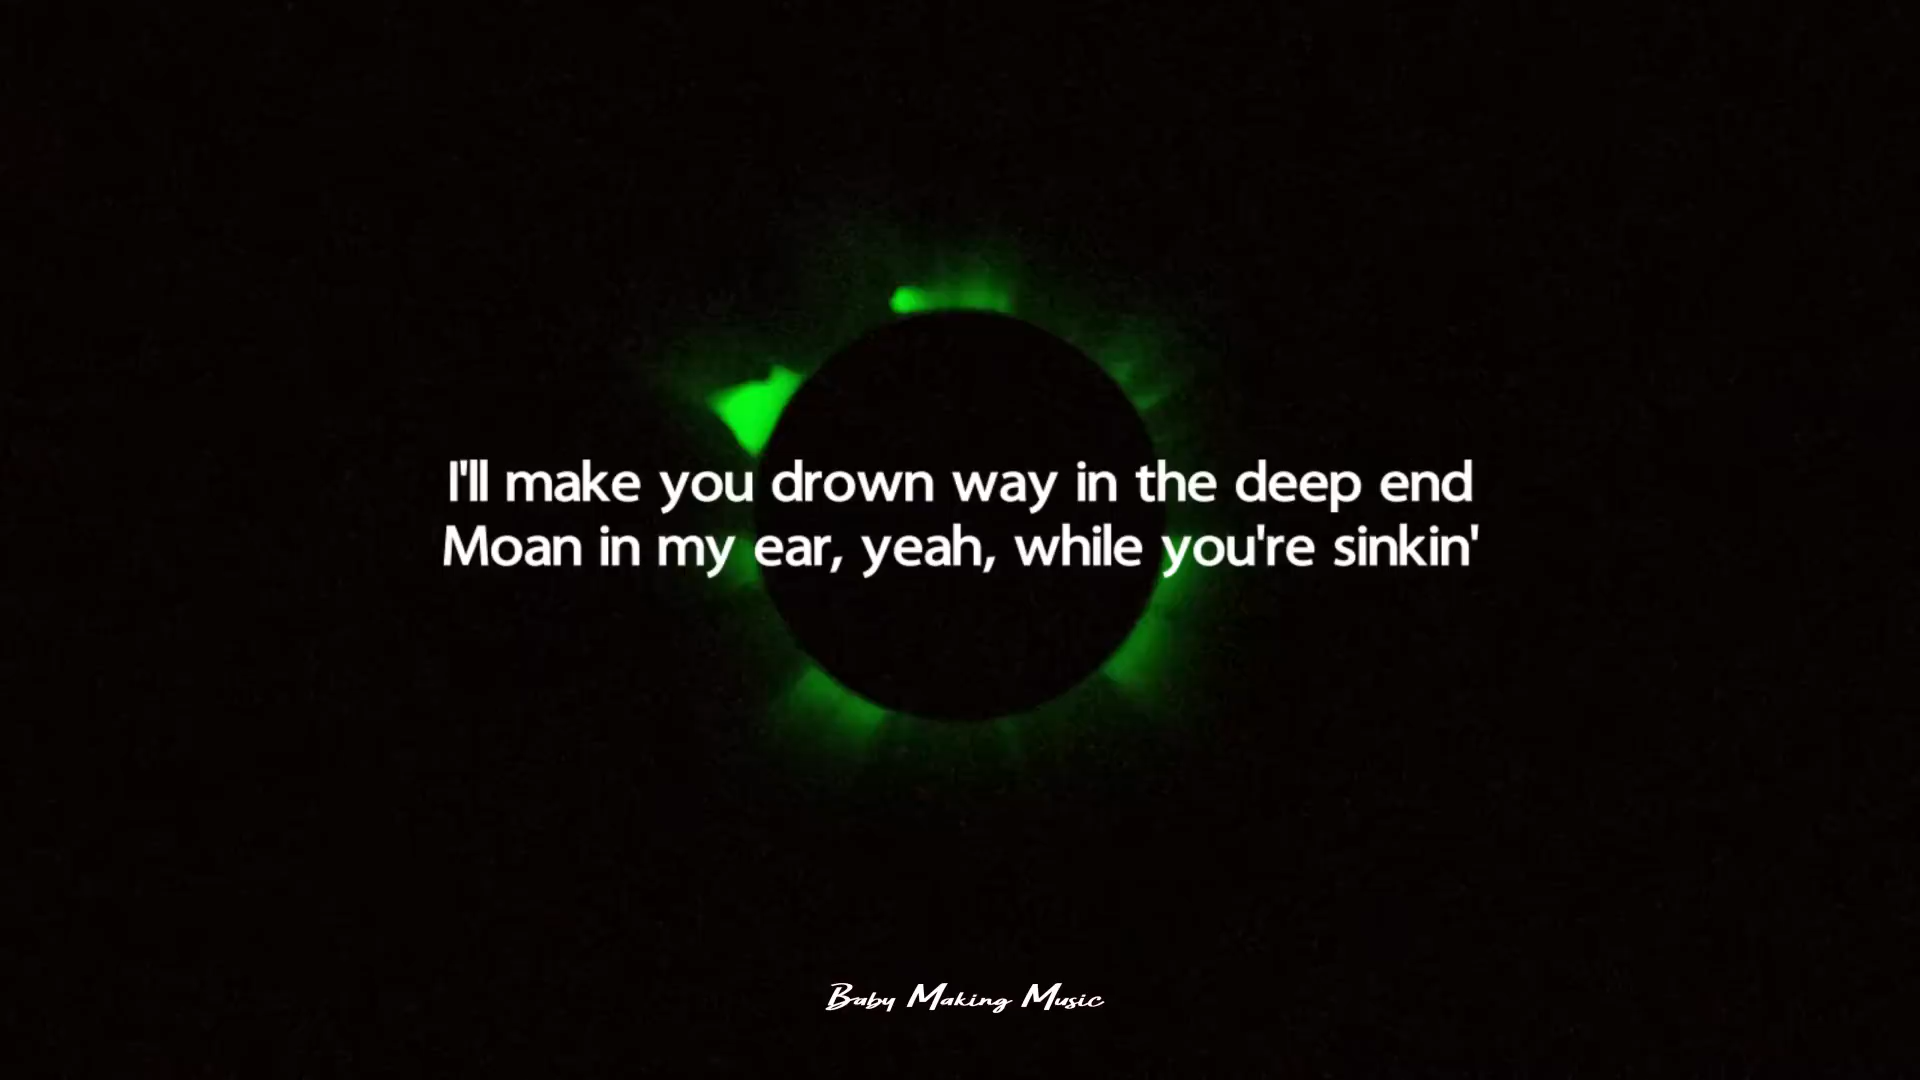 I'll make you drown way in the deep end
Moan in my ear, yeah, while you're sinkin'
Baby Making Music